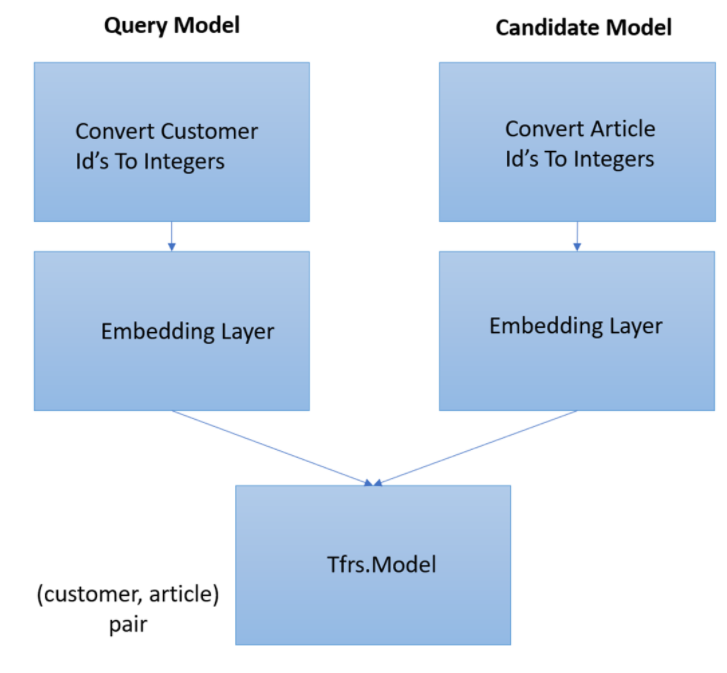 Query Model
Candidate Model
Convert Customer
Id's To Integers
Convert Article
Id's To Integers
Embedding Layer
Embedding Layer
Tfrs.Model
(customer, article)
pair